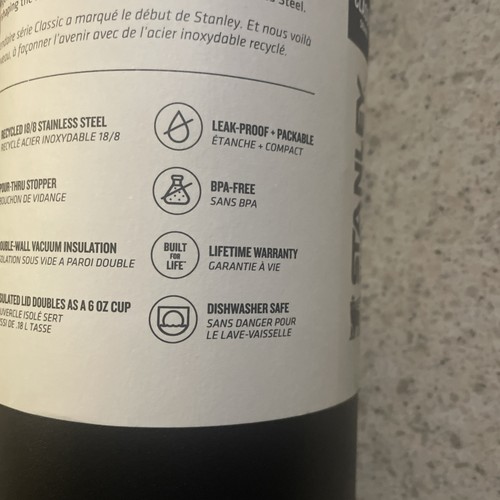 Steel.
série Classic a marqué le début de Stanley. Et nous voilà
à façonner l'avenir avec de l'acier inoxydable recyclé.
RECYCLED 18/8 STAINLESS STEEL
RECYCLÉ ACIER INOXYDABLE 18/8
LEAK-PROOF + PACKABLE
ÉTANCHE + COMPACT
POUR-THRU STOPPER
BOUCHON DE VIDANGE
BPA-FREE
SANS BPA
DOUBLE-WALL VACUUM INSULATION
ISOLATION SOUS VIDE A PAROI DOUBLE
BUILT
FOR
LIFE™
LIFETIME WARRANTY
GARANTIE À VIE
INSULATED LID DOUBLES AS A 6 OZ CUP
COUVERCLE ISOLÉ SERT
AUSSI DE .18 L TASSE
DISHWASHER SAFE
SANS DANGER POUR
LE LAVE-VAISSELLE
STANLEY